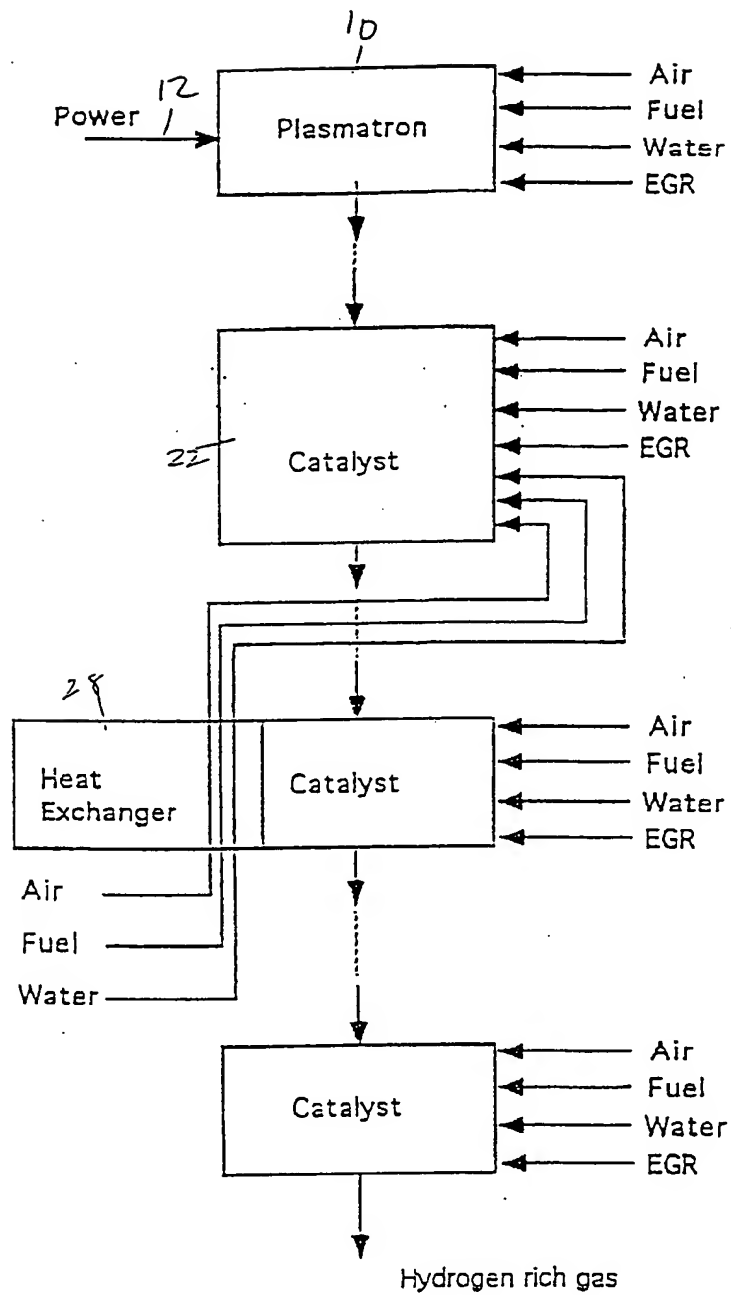 10
Air
12
Power
Plasmatron
Fuel
Water
EGR
Air
Fuel
Water
22
Catalyst
EGR
28
Air
Heat
Exchanger
Catalyst
Fuel
Water
EGR
Air
Fuel
Water
Air
Catalyst
Fuel
Water
EGR
Hydrogen rich gas